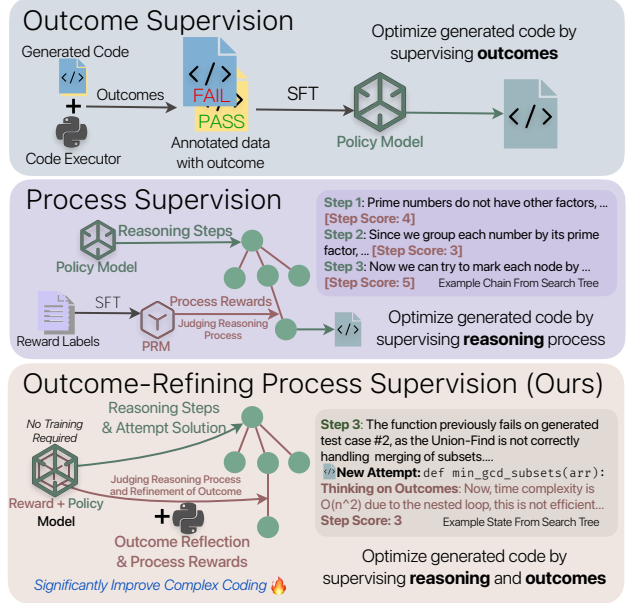 Outcome Supervision
Generated Code
</>
+
Code Executor
Outcomes
</>
FAIL
</>
PASS
Annotated data
with outcome
SFT
Policy Model
Optimize generated code by
supervising outcomes
</>
Process Supervision
Reasoning Steps
Policy Model
Reward Labels
SFT
PRM
Process Rewards
Judging Reasoning
Process
</>
Step 1: Prime numbers do not have other factors, ...
[Step Score: 4]
Step 2: Since we group each number by its prime
factor, ... [Step Score: 3]
Step 3: Now we can try to mark each node by ...
[Step Score: 5] Example Chain From Search Tree
Optimize generated code by
supervising reasoning process
Outcome-Refining Process Supervision (Ours)
No Training
Required
Reasoning Steps
& Attempt Solution
Reward + Policy
Model
Judging Reasoning Process
and Refinement of Outcome
+
Outcome Reflection
& Process Rewards
Significantly Improve Complex Coding 🔥
Step 3: The function previously fails on generated
test case #2, as the Union-Find is not correctly
handling merging of subsets....
</> New Attempt: def min_gcd_subsets(arr):
Thinking on Outcomes: Now, time complexity is
O(n^2) due to the nested loop, this is not efficient...
Step Score: 3 Example State From Search Tree
Optimize generated code by
supervising reasoning and outcomes